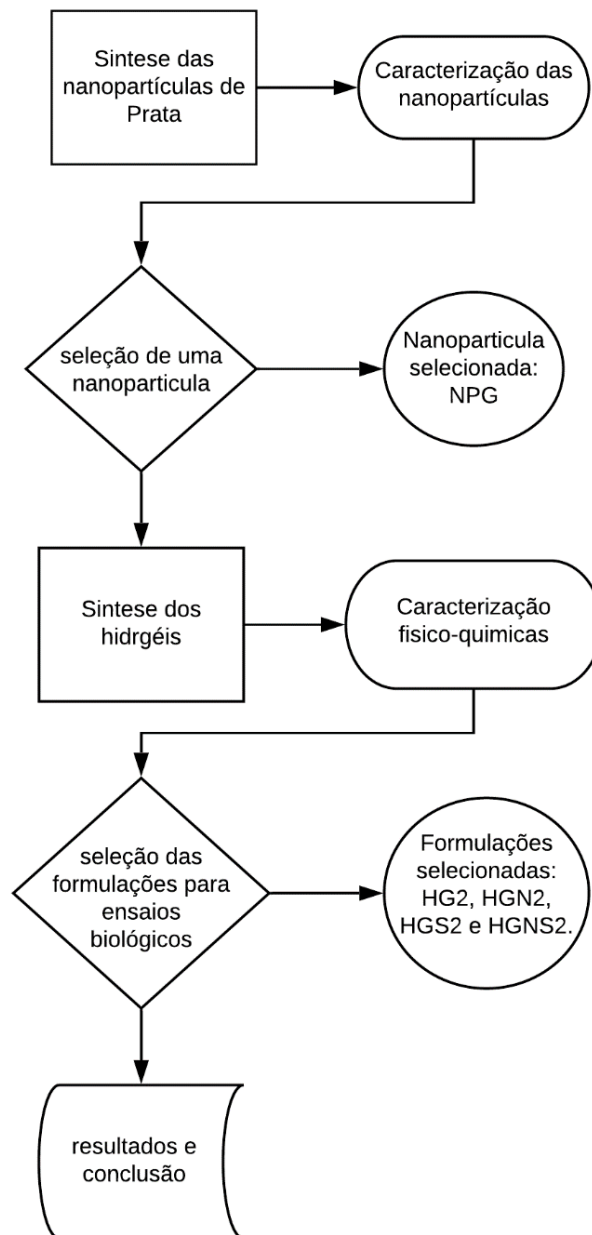 Sintese das
nanopartículas de
Prata
Caracterização das
nanopartículas
seleção de uma
nanoparticula
Nanoparticula
selecionada:
NPG
Sintese dos
hidrgéis
Caracterização
fisico-quimicas
seleção das
formulações para
ensaios
biológicos
Formulações
selecionadas:
HG2, HGN2,
HGS2 e HGNS2.
resultados e
conclusão